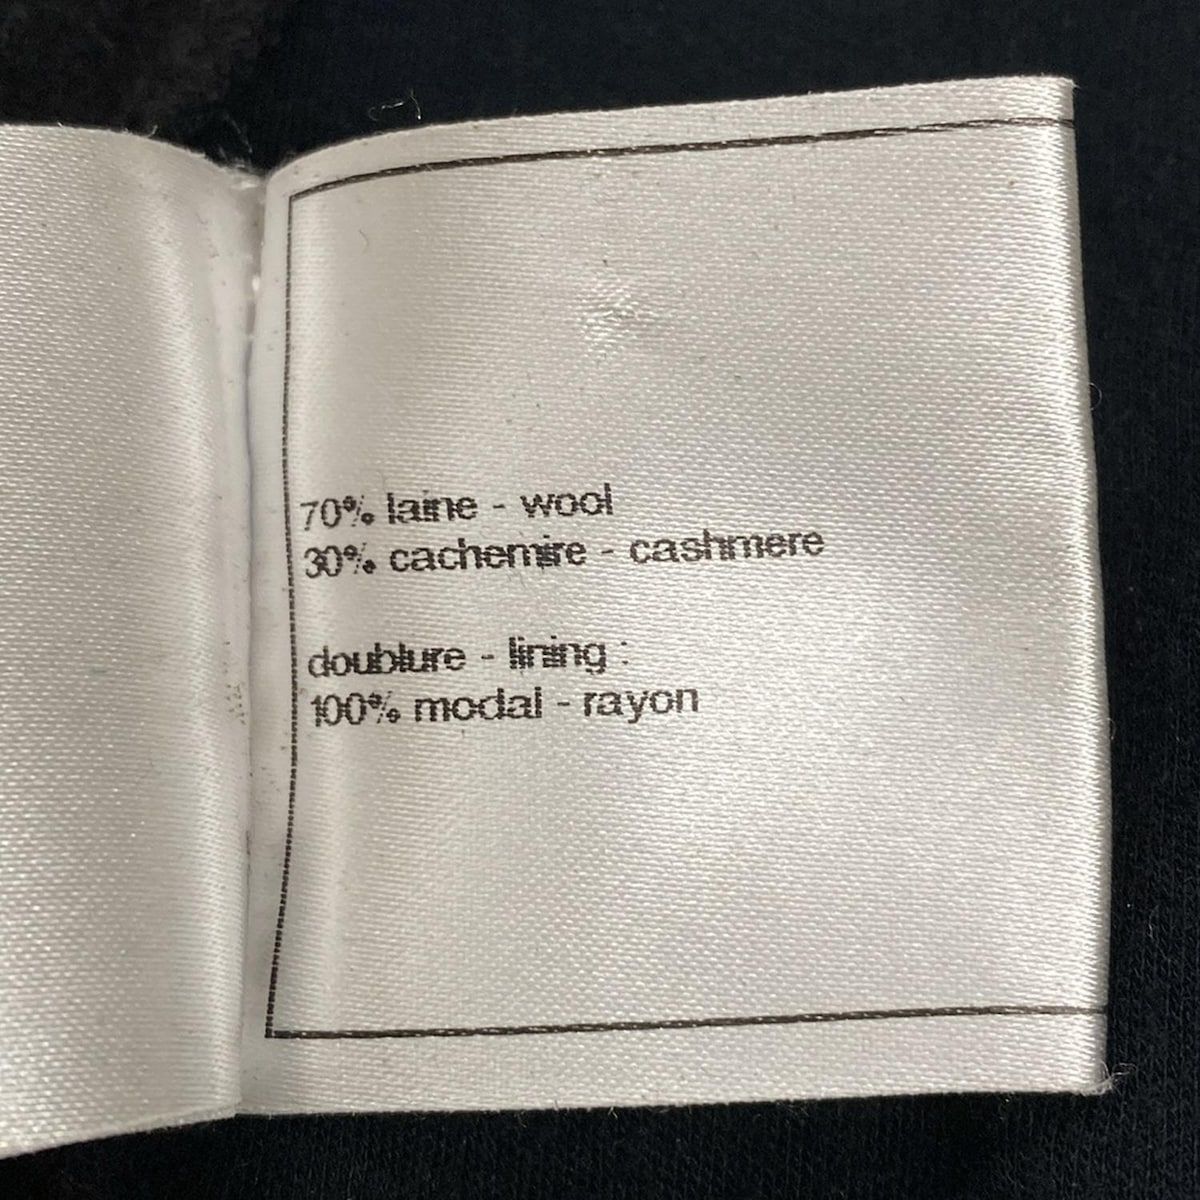 70% laine - wool
30% cachemire - cashmere
doublure - lining :
100% modal - rayon